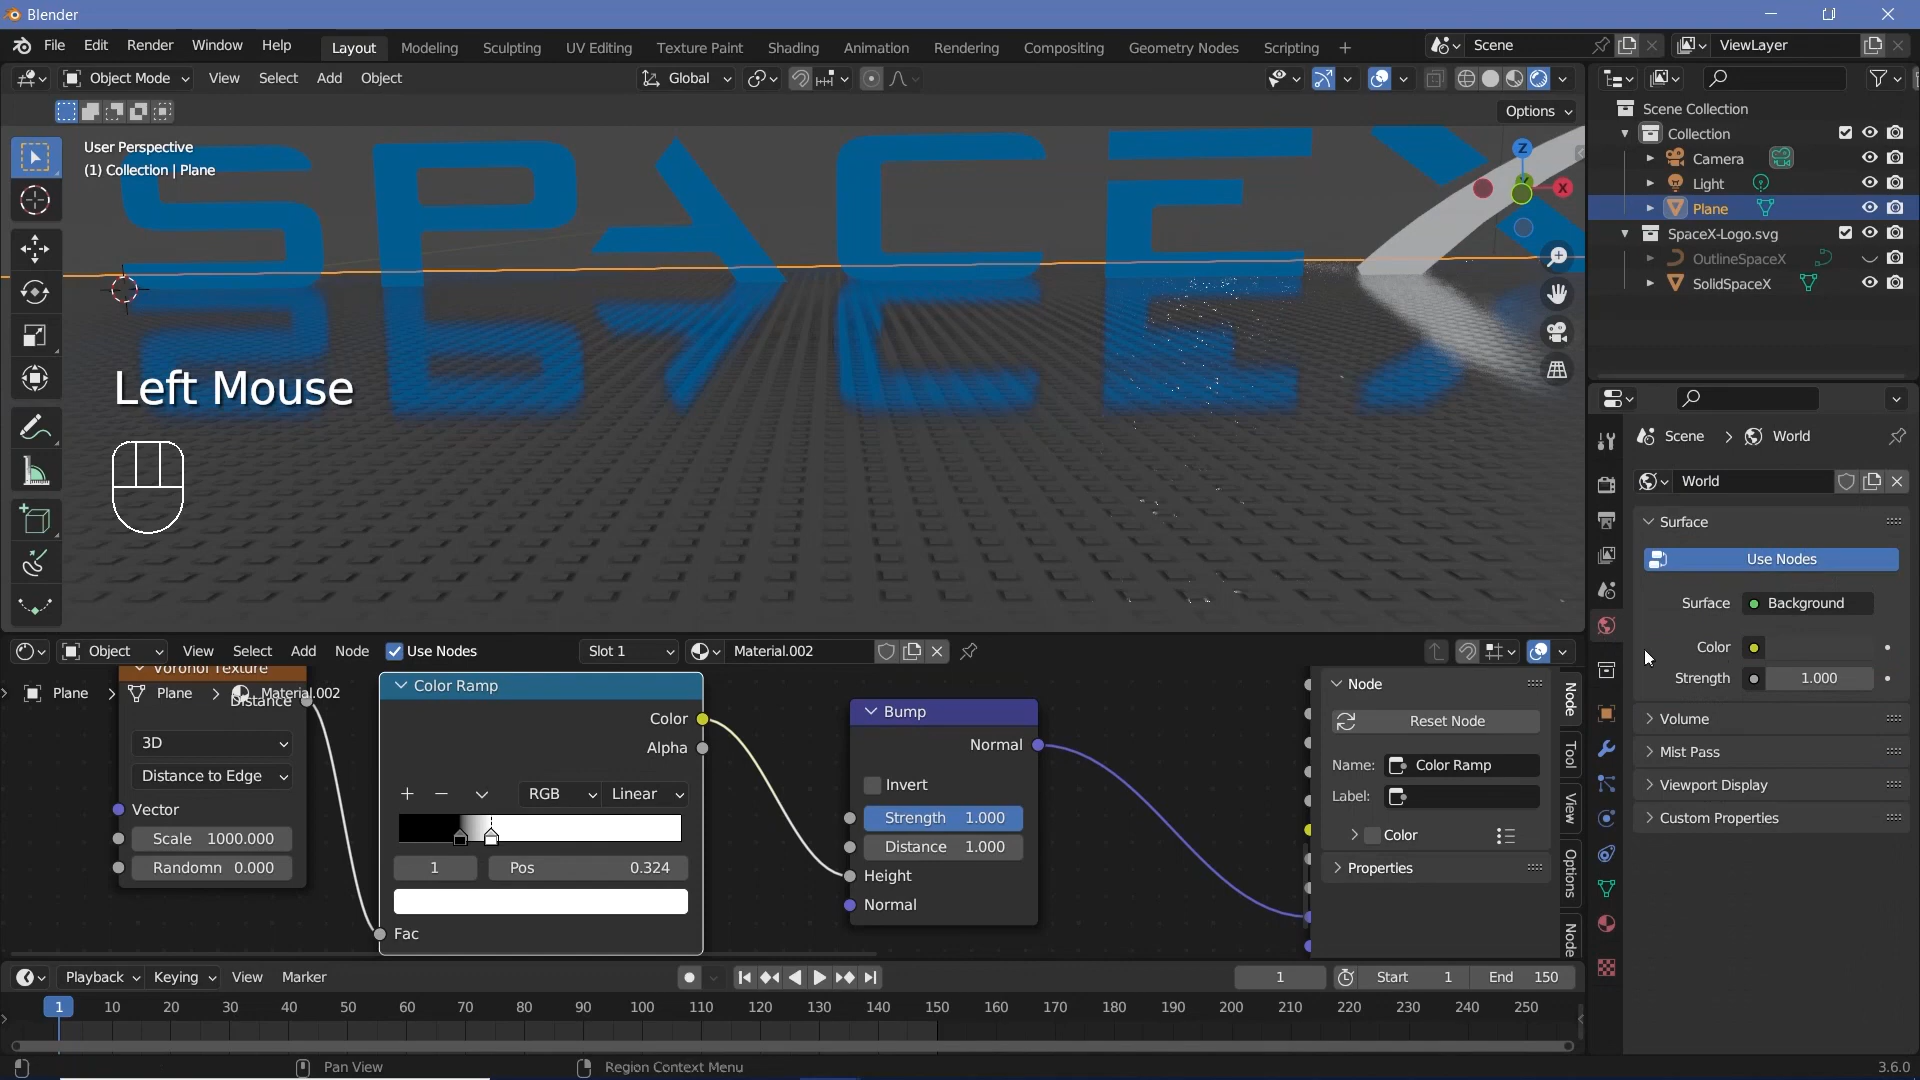 Blender
File Edit Render Window Help
Layout Modeling Sculpting UV Editing Texture Paint Shading Animation Rendering Compositing Geometry Nodes Scripting +
Scene
ViewLayer
Object Mode View Select Add Object
Global
Options
User Perspective
(1) Collection | Plane
SPACEX
Z
X
Left Mouse
Scene Collection
Collection
Camera
Light
Plane
SpaceX-Logo.svg
OutlineSpaceX
SolidSpaceX
Scene > World
World
Surface
Use Nodes
Surface Background
Color
Strength 1.000
Volume
Mist Pass
Viewport Display
Custom Properties
Object View Select Add Node Use Nodes Slot 1 Material.002
Plane > Plane > Material.002
Voronoi Texture
Distance
3D
Distance to Edge
Vector
Scale 1000.000
Randomn 0.000
Color Ramp
Color
Alpha
RGB Linear
1 Pos 0.324
Fac
Bump
Normal
Invert
Strength 1.000
Distance 1.000
Height
Normal
Node
Reset Node
Name: Color Ramp
Label:
Color
Properties
Node
Tool
View
Options
Node
Playback Keying View Marker
1 Start 1 End 150
1 10 20 30 40 50 60 70 80 90 100 110 120 130 140 150 160 170 180 190 200 210 220 230 240 250
Pan View Region Context Menu 3.6.0